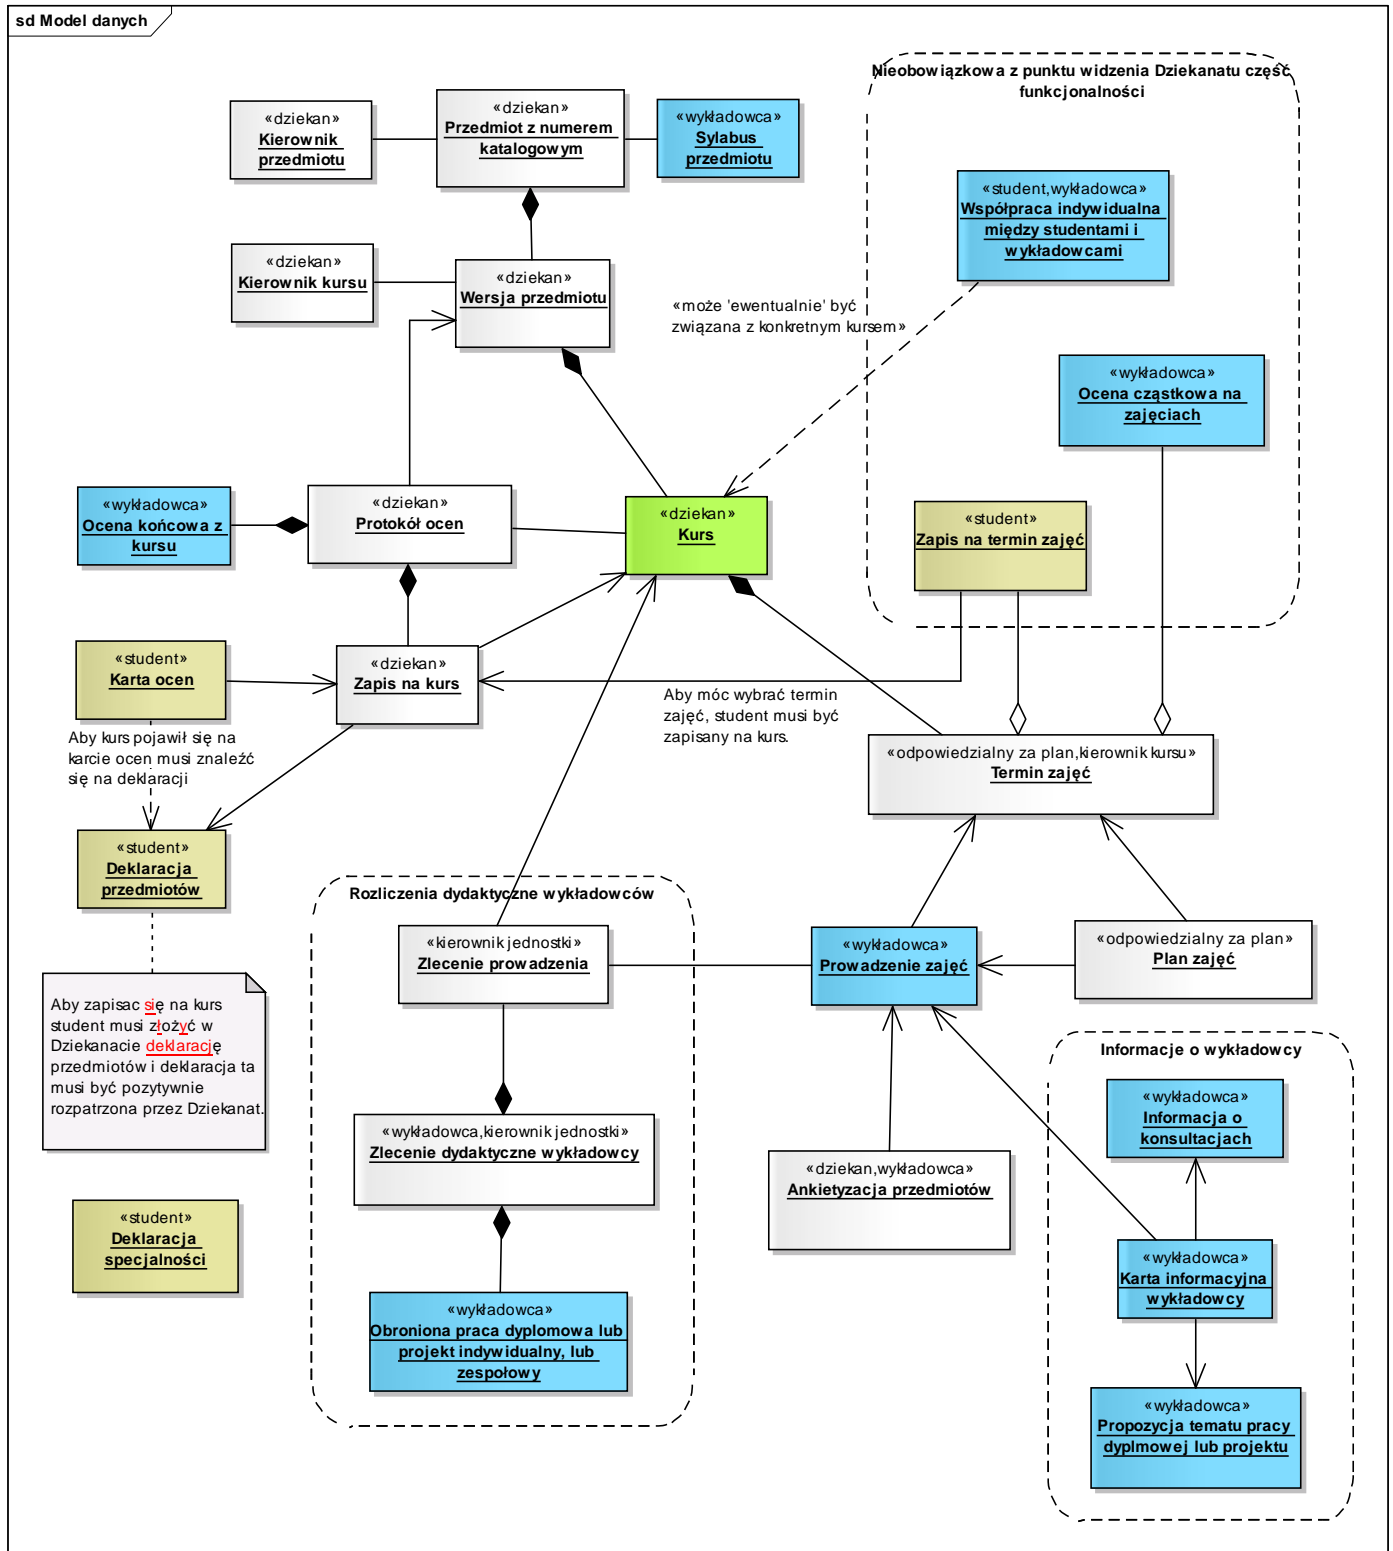 sd Model danych
Nieobowiązkowa z punktu widzenia Dziekanatu część
funkcjonalności
«dziekan»
Kierownik
przedmiotu
«dziekan»
Przedmiot z numerem
katalogowym
«wykładowca»
Sylabus
przedmiotu
«student,wykładowca»
Współpraca indywidualna
między studentami i
wykładowcami
«dziekan»
Kierownik kursu
«dziekan»
Wersja przedmiotu
«może 'ewentualnie' być
związana z konkretnym kursem»
«wykładowca»
Ocena cząstkowa na
zajęciach
«wykładowca»
Ocena końcowa z
kursu
«dziekan»
Protokół ocen
«dziekan»
Kurs
«student»
Zapis na termin zajęć
«student»
Karta ocen
«dziekan»
Zapis na kurs
Aby móc wybrać termin
zajęć, student musi być
zapisany na kurs.
Aby kurs pojawił się na
karcie ocen musi znaleźć
się na deklaracji
«odpowiedzialny za plan,kierownik kursu»
Termin zajęć
«student»
Deklaracja
przedmiotów
Rozliczenia dydaktyczne wykładowców
«kierownik jednostki»
Zlecenie prowadzenia
«wykładowca»
Prowadzenie zajęć
«odpowiedzialny za plan»
Plan zajęć
Aby zapisac się na kurs
student musi złożyć w
Dziekanacie deklarację
przedmiotów i deklaracja ta
musi być pozytywnie
rozpatrzona przez Dziekanat.
Informacje o wykładowcy
«wykładowca»
Informacja o
konsultacjach
«wykładowca,kierownik jednostki»
Zlecenie dydaktyczne wykładowcy
«dziekan,wykładowca»
Ankietyzacja przedmiotów
«student»
Deklaracja
specjalności
«wykładowca»
Karta informacyjna
wykładowcy
«wykładowca»
Obroniona praca dyplomowa lub
projekt indywidualny, lub
zespołowy
«wykładowca»
Propozycja tematu pracy
dyplmowej lub projektu